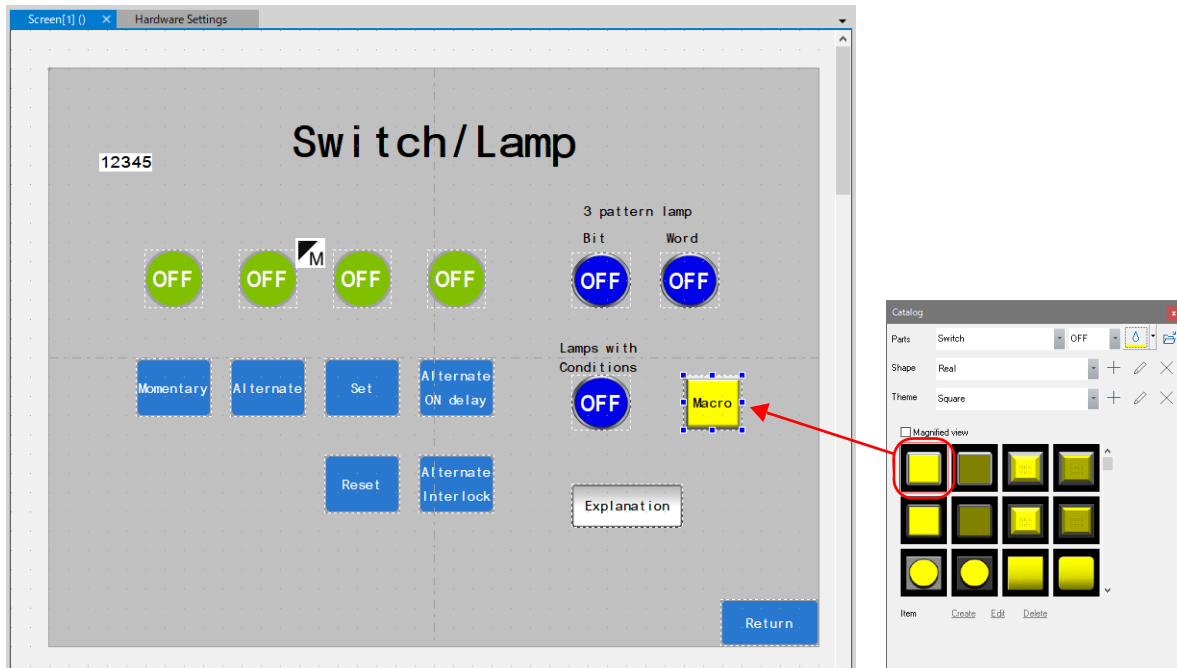 Screen[1] () ✕ Hardware Settings
Switch/Lamp
12345
3 pattern lamp
Bit Word
M
OFF OFF OFF OFF OFF OFF
Lamps with
Conditions
Momentary Alternate Set Alternate
ON delay
OFF Macro
Reset Alternate
Interlock
Explanation
Return
Catalog x
Parts Switch OFF
Shape Real
Theme Square
Magnified view
Item Create Edit Delete